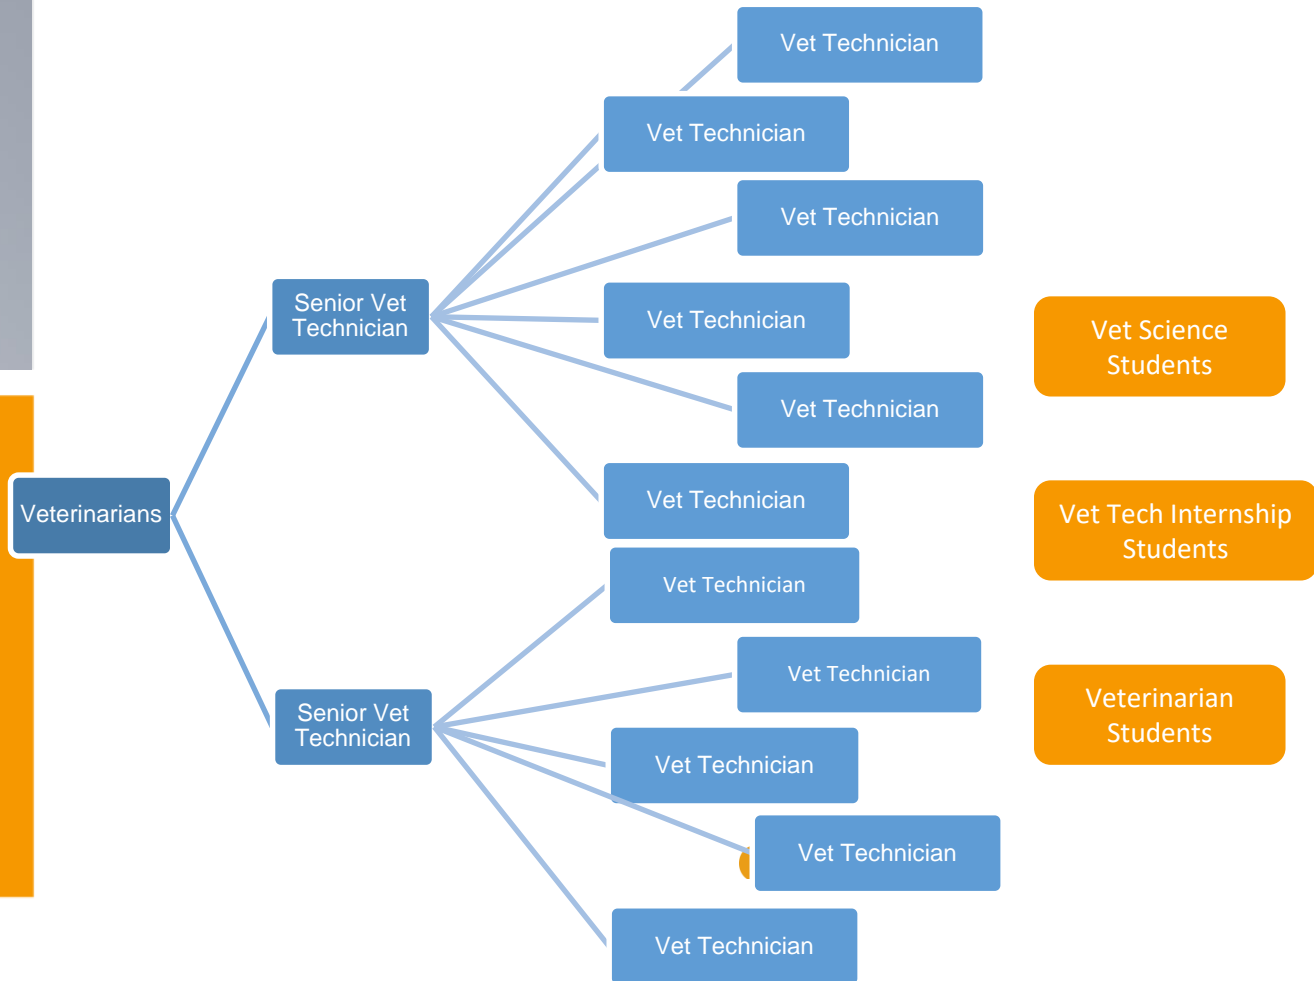 Vet Technician
Vet Technician
Vet Technician
Senior Vet
Technician
Vet Technician
Vet Science
Students
Vet Technician
Vet Technician
Veterinarians
Vet Tech Internship
Students
Vet Technician
Vet Technician
Senior Vet
Technician
Veterinarian
Students
Vet Technician
Vet Technician
Vet Technician